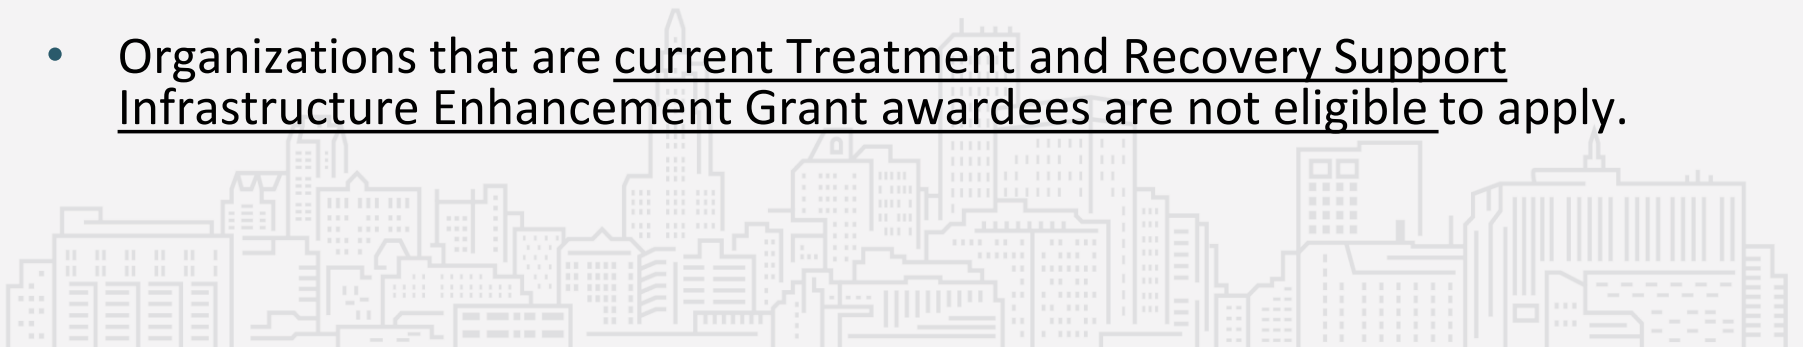 • Organizations that are current Treatment and Recovery Support
Infrastructure Enhancement Grant awardees are not eligible to apply.